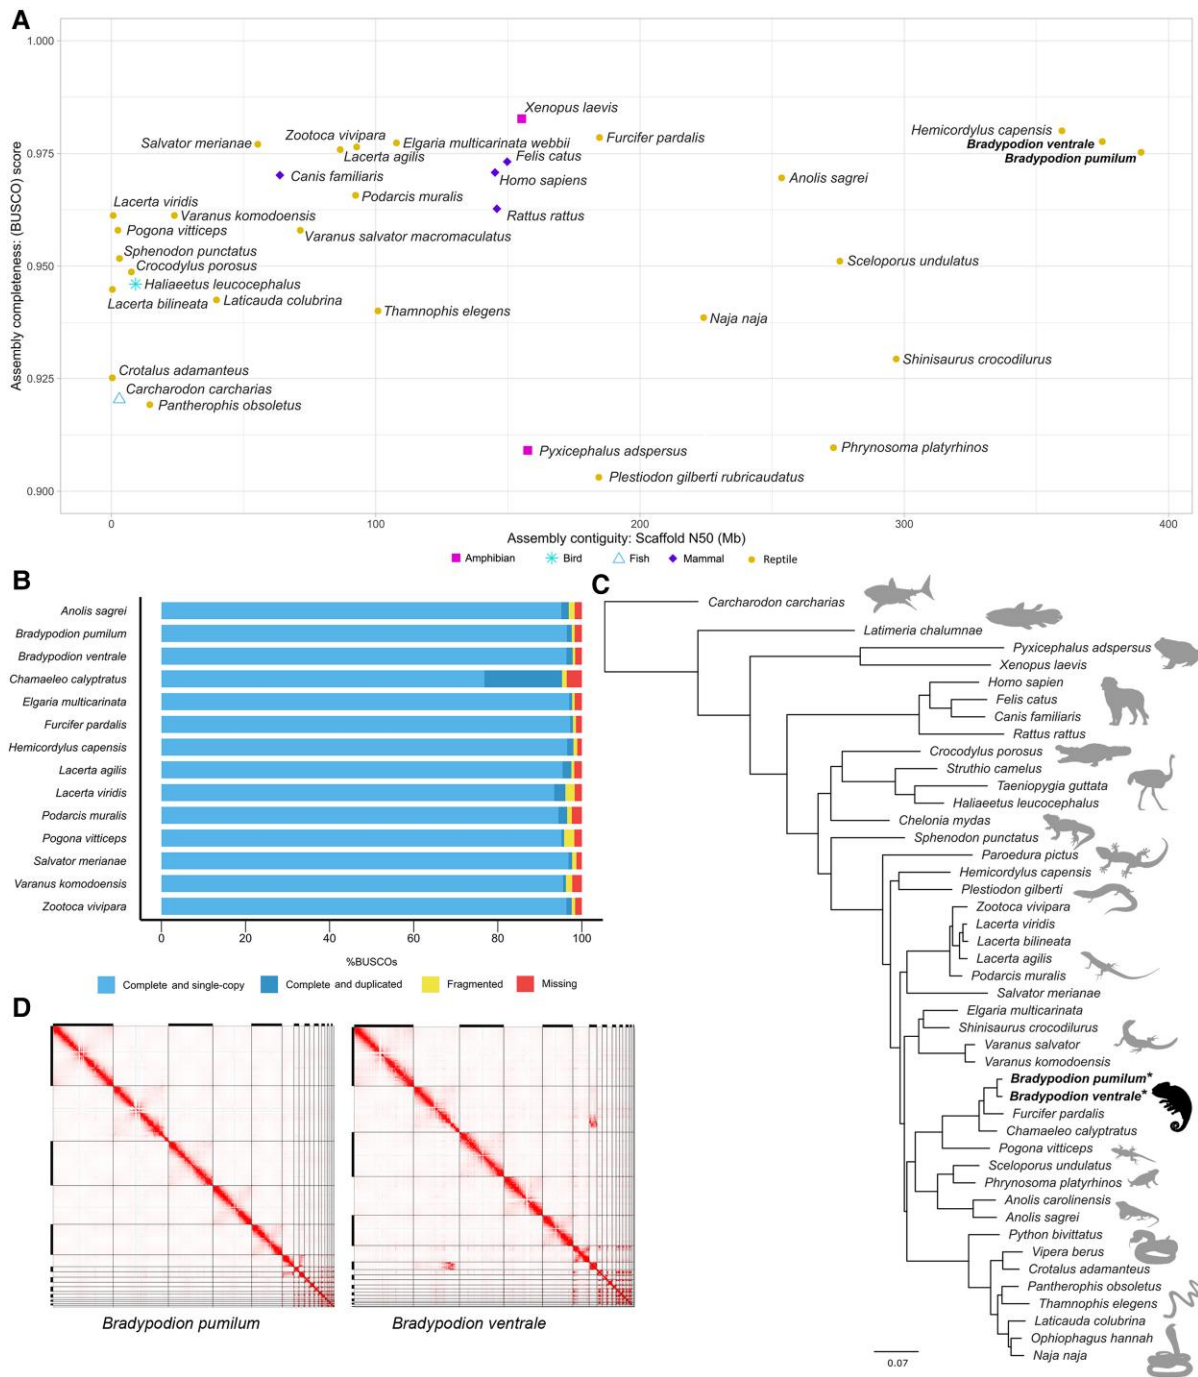 A
Assembly completeness: (BUSCO) score
1.000
0.975
0.950
0.925
0.900
Xenopus laevis
Salvator merianae
Zootoca vivipara
Elgaria multicarinata webbii
Furcifer pardalis
Hemicordylus capensis
Bradypodion ventrale
Bradypodion pumilum
Lacerta agilis
Felis catus
Canis familiaris
Homo sapiens
Anolis sagrei
Podarcis muralis
Rattus rattus
Lacerta viridis
Varanus komodoensis
Pogona vitticeps
Varanus salvator macromaculatus
Sphenodon punctatus
Crocodylus porosus
Sceloporus undulatus
Haliaeetus leucocephalus
Lacerta bilineata
Laticauda colubrina
Thamnophis elegens
Naja naja
Shinisaurus crocodilurus
Crotalus adamanteus
Carcharodon carcharias
Pantherophis obsoletus
Pyxicephalus adspersus
Phrynosoma platyrhinos
Plestiodon gilberti rubricaudatus
0
100
200
300
400
Assembly contiguity: Scaffold N50 (Mb)
Amphibian
Bird
Fish
Mammal
Reptile
B
Anolis sagrei
Bradypodion pumilum
Bradypodion ventrale
Chamaeleo calyptratus
Elgaria multicarinata
Furcifer pardalis
Hemicordylus capensis
Lacerta agilis
Lacerta viridis
Podarcis muralis
Pogona vitticeps
Salvator merianae
Varanus komodoensis
Zootoca vivipara
0
20
40
60
80
100
%BUSCOs
Complete and single-copy
Complete and duplicated
Fragmented
Missing
C
Carcharodon carcharias
Latimeria chalumnae
Pyxicephalus adspersus
Xenopus laevis
Homo sapien
Felis catus
Canis familiaris
Rattus rattus
Crocodylus porosus
Struthio camelus
Taeniopygia guttata
Haliaeetus leucocephalus
Chelonia mydas
Sphenodon punctatus
Paroedura pictus
Hemicordylus capensis
Plestiodon gilberti
Zootoca vivipara
Lacerta viridis
Lacerta bilineata
Lacerta agilis
Podarcis muralis
Salvator merianae
Elgaria multicarinata
Shinisaurus crocodilurus
Varanus salvator
Varanus komodoensis
Bradypodion pumilum*
Bradypodion ventrale*
Furcifer pardalis
Chamaeleo calyptratus
Pogona vitticeps
Sceloporus undulatus
Phrynosoma platyrhinos
Anolis carolinensis
Anolis sagrei
Python bivittatus
Vipera berus
Crotalus adamanteus
Pantherophis obsoletus
Thamnophis elegens
Laticauda colubrina
Ophiophagus hannah
Naja naja
0.07
D
Bradypodion pumilum
Bradypodion ventrale